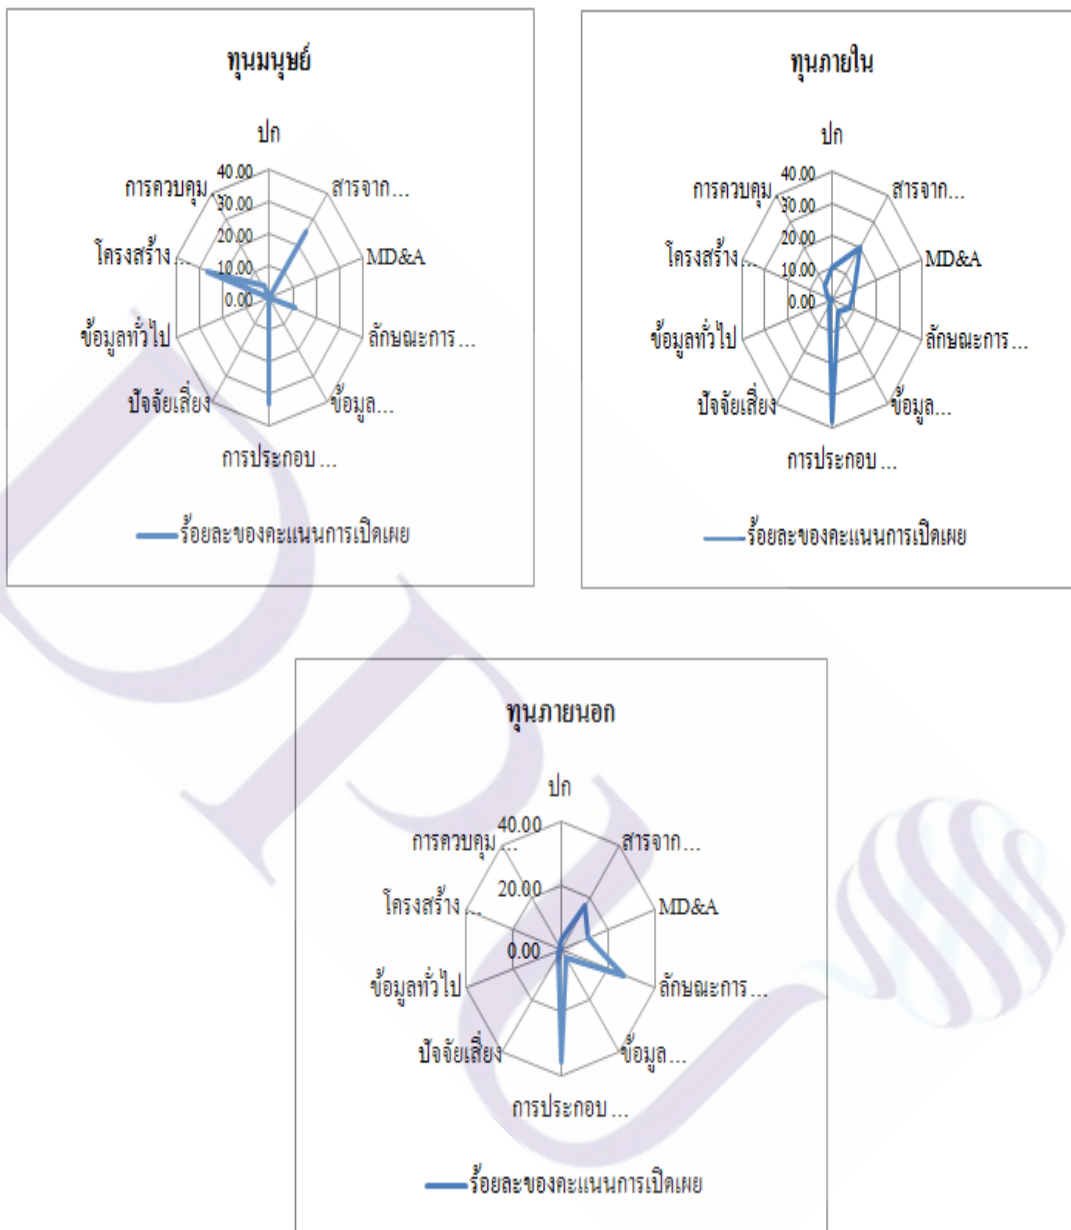 ทุนมนุษย์
ปก
สารจาก...
MD&A
ลักษณะการ...
ข้อมูล...
การประกอบ...
ปัจจัยเสี่ยง
ข้อมูลทั่วไป
โครงสร้าง...
การควบคุม...
40.00
30.00
20.00
10.00
0.00
ร้อยละของคะแนนการเปิดเผย
ทุนภายใน
ปก
สารจาก...
MD&A
ลักษณะการ...
ข้อมูล...
การประกอบ...
ปัจจัยเสี่ยง
ข้อมูลทั่วไป
โครงสร้าง...
การควบคุม...
40.00
30.00
20.00
10.00
0.00
ร้อยละของคะแนนการเปิดเผย
ทุนภายนอก
ปก
สารจาก...
MD&A
ลักษณะการ...
ข้อมูล...
การประกอบ...
ปัจจัยเสี่ยง
ข้อมูลทั่วไป
โครงสร้าง...
การควบคุม...
40.00
20.00
0.00
ร้อยละของคะแนนการเปิดเผย
DPU